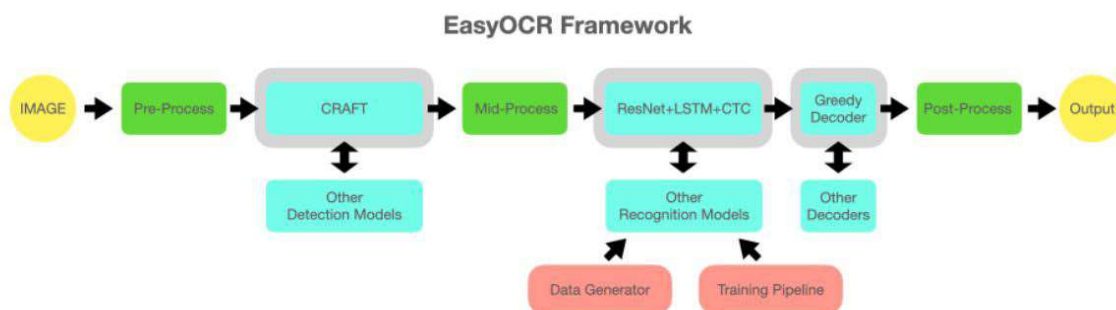 EasyOCR Framework
IMAGE
Pre-Process
CRAFT
Mid-Process
ResNet+LSTM+CTC
Greedy
Decoder
Post-Process
Output
Other
Detection Models
Other
Recognition Models
Other
Decoders
Data Generator
Training Pipeline